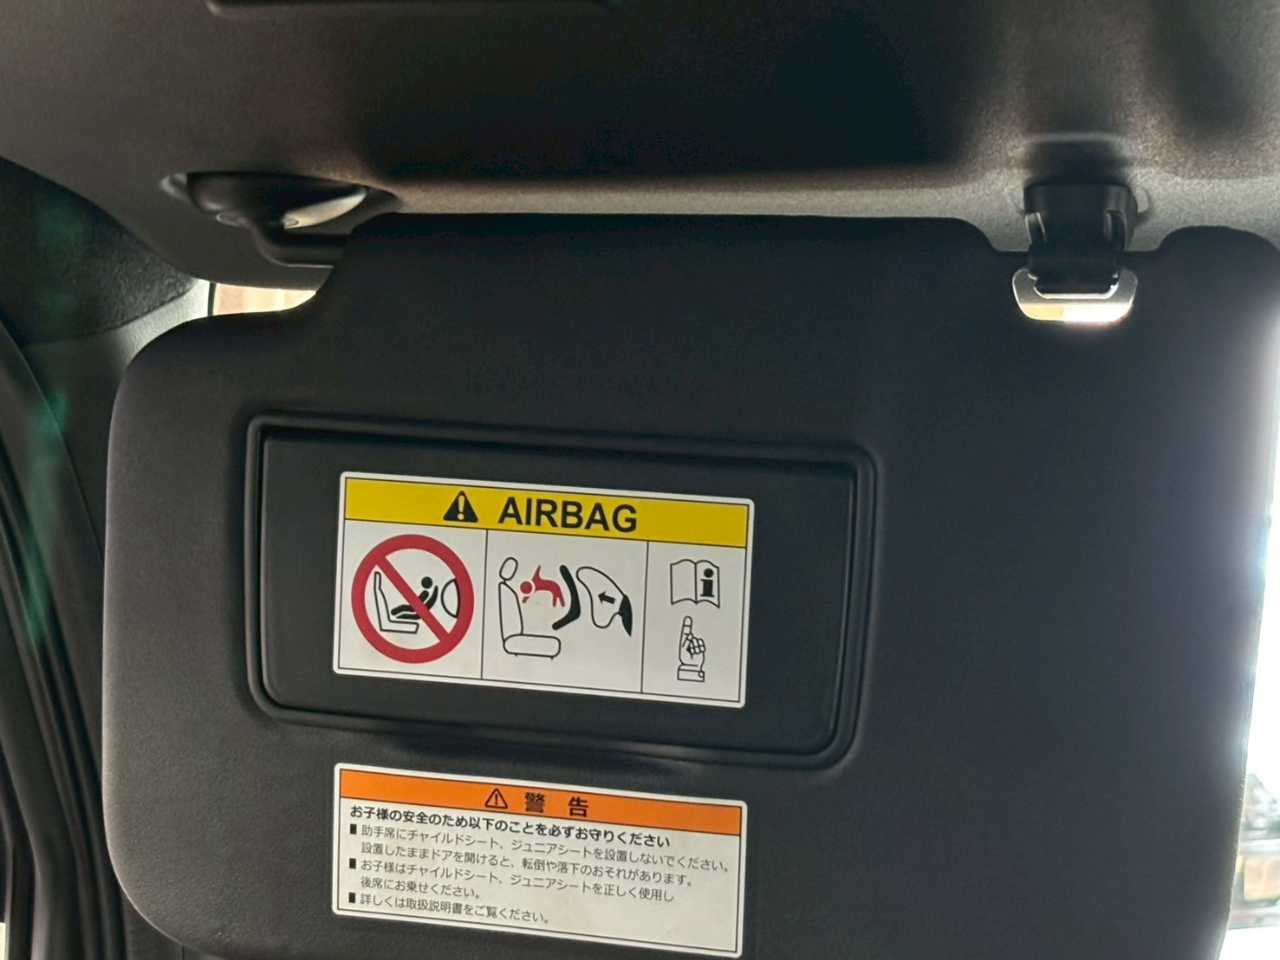 AIRBAG
警告
お子様の安全のため以下のことを必ずお守りください
■ 助手席にチャイルドシート、ジュニアシートを設置しないでください。
設置したままドアを開けると、転倒や落下のおそれがあります。
■ お子様はチャイルドシート、ジュニアシートを正しく使用し
後席にお乗せください。
■ 詳しくは取扱説明書をご覧ください。